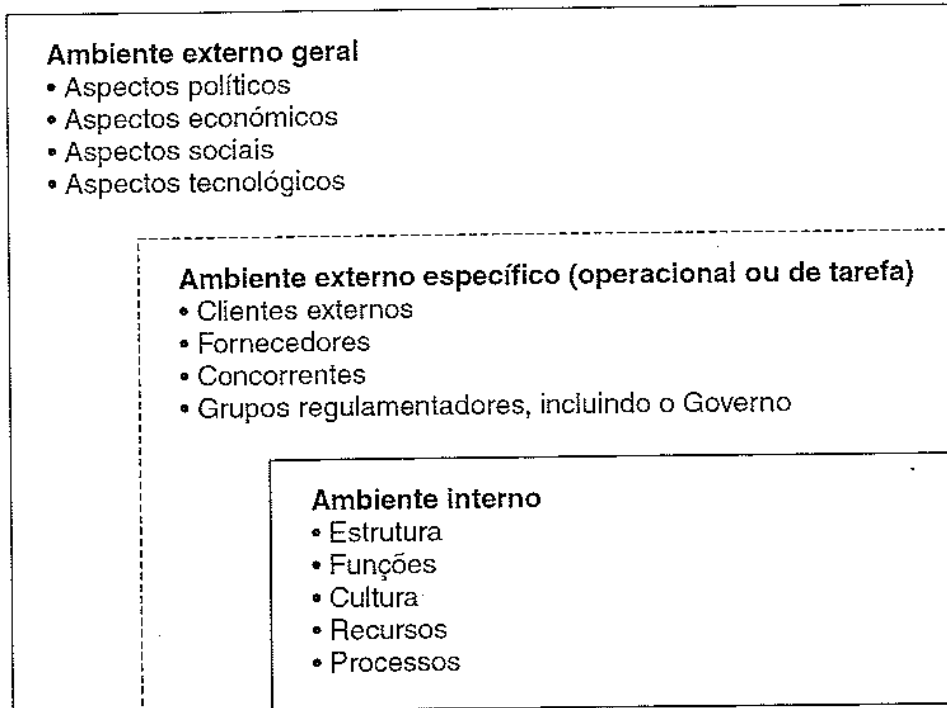 Ambiente externo geral
• Aspectos políticos
• Aspectos económicos
• Aspectos sociais
• Aspectos tecnológicos
Ambiente externo específico (operacional ou de tarefa)
• Clientes externos
• Fornecedores
• Concorrentes
• Grupos regulamentadores, incluindo o Governo
Ambiente interno
• Estrutura
• Funções
• Cultura
• Recursos
• Processos